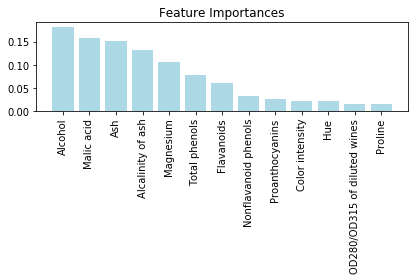 Feature Importances
0.15
0.10
0.05
0.00
Alcohol
Malic acid
Ash
Alcalinity of ash
Magnesium
Total phenols
Flavanoids
Nonflavanoid phenols
Proanthocyanins
Color intensity
Hue
OD280/OD315 of diluted wines
Proline